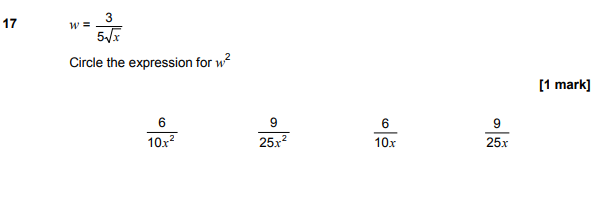 17 w = 3/(5√x)
Circle the expression for w²
[1 mark]
6/(10x²) 9/(25x²) 6/(10x) 9/(25x)